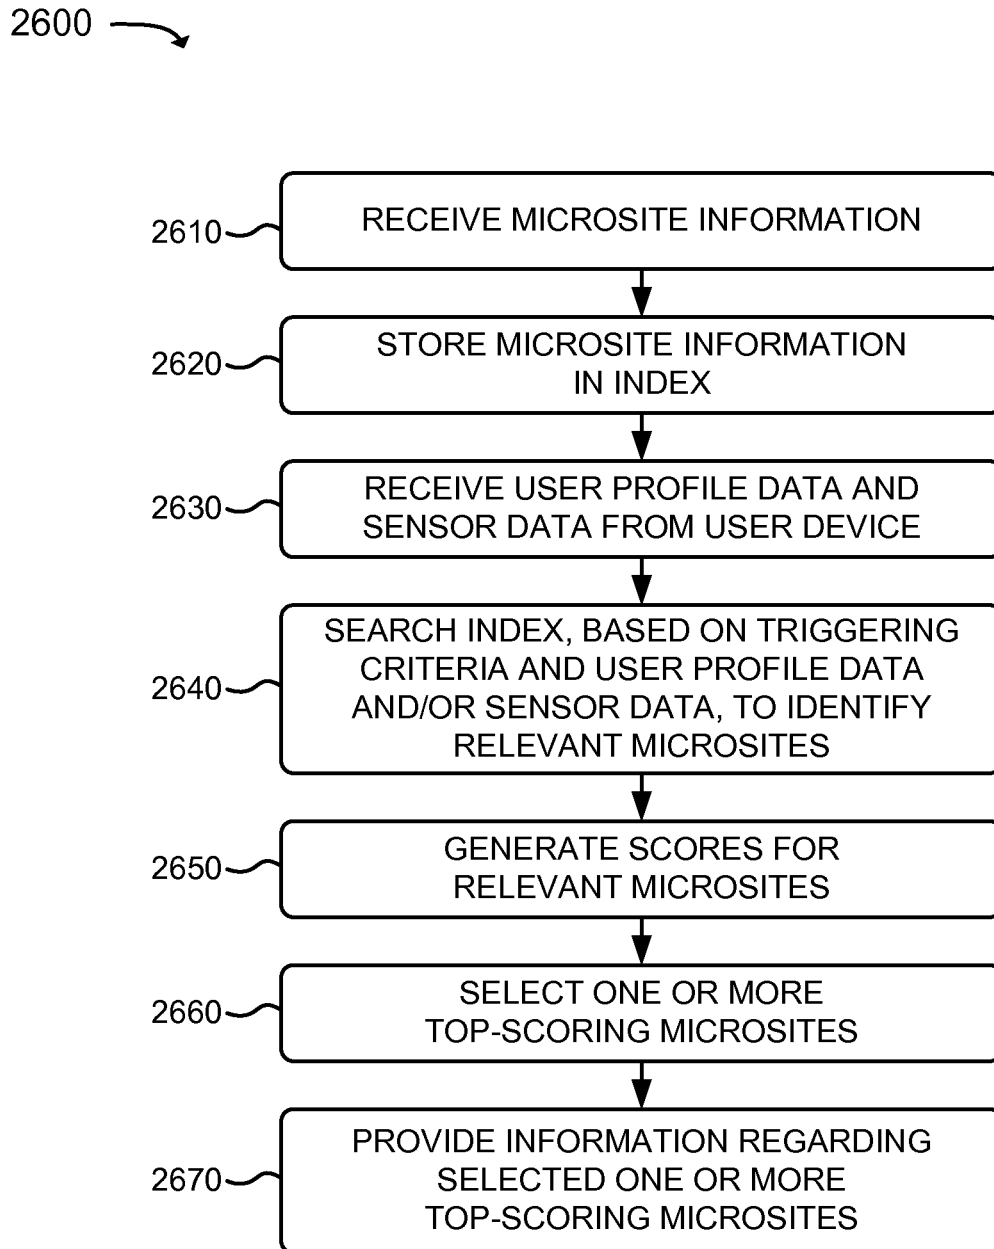 2600
2610
RECEIVE MICROSITE INFORMATION
2620
STORE MICROSITE INFORMATION
IN INDEX
2630
RECEIVE USER PROFILE DATA AND
SENSOR DATA FROM USER DEVICE
2640
SEARCH INDEX, BASED ON TRIGGERING
CRITERIA AND USER PROFILE DATA
AND/OR SENSOR DATA, TO IDENTIFY
RELEVANT MICROSITES
2650
GENERATE SCORES FOR
RELEVANT MICROSITES
2660
SELECT ONE OR MORE
TOP-SCORING MICROSITES
2670
PROVIDE INFORMATION REGARDING
SELECTED ONE OR MORE
TOP-SCORING MICROSITES